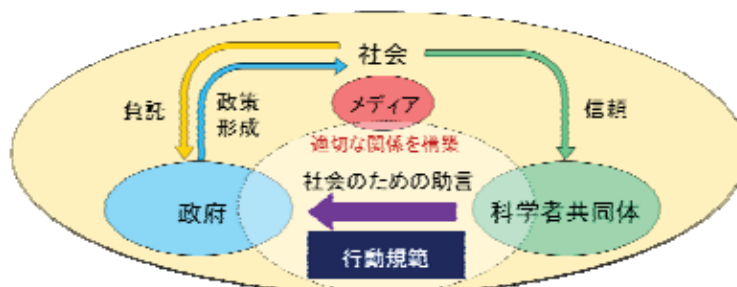 社会
メディア
負託
政策
形成
信頼
適切な関係を構築
社会のための助言
政府
科学者共同体
行動規範